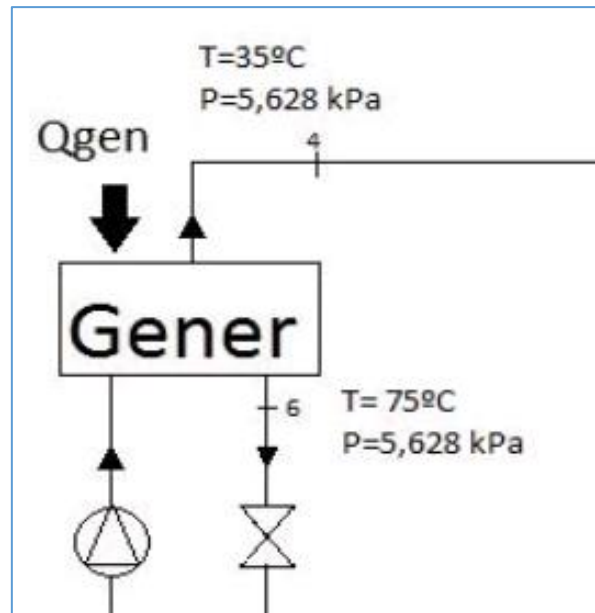 T=35ºC
P=5,628 kPa
Qgen
4
Gener
6
T= 75ºC
P=5,628 kPa